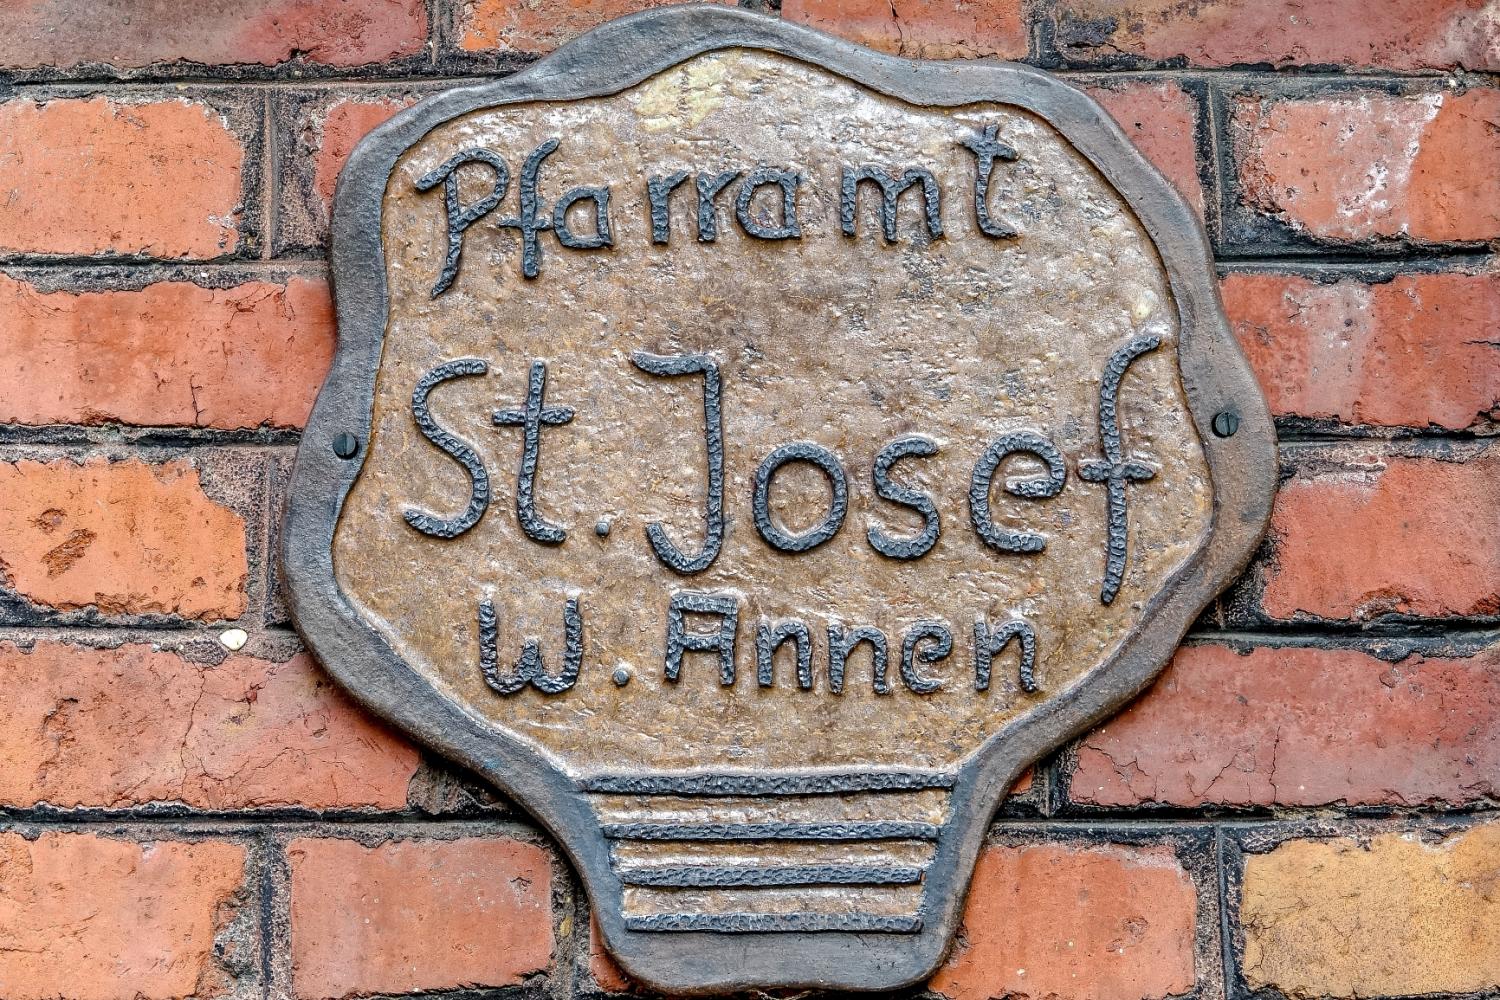 Pfarramt
St. Josef
W. Annen